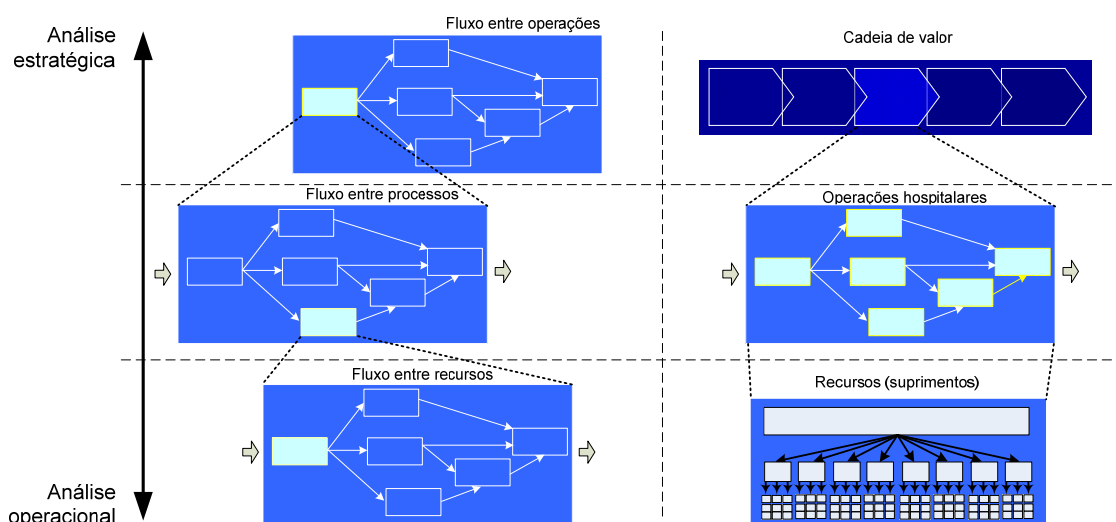 Análise
estratégica
Fluxo entre operações
Cadeia de valor
Fluxo entre processos
Operações hospitalares
Fluxo entre recursos
Recursos (suprimentos)
Análise
operacional